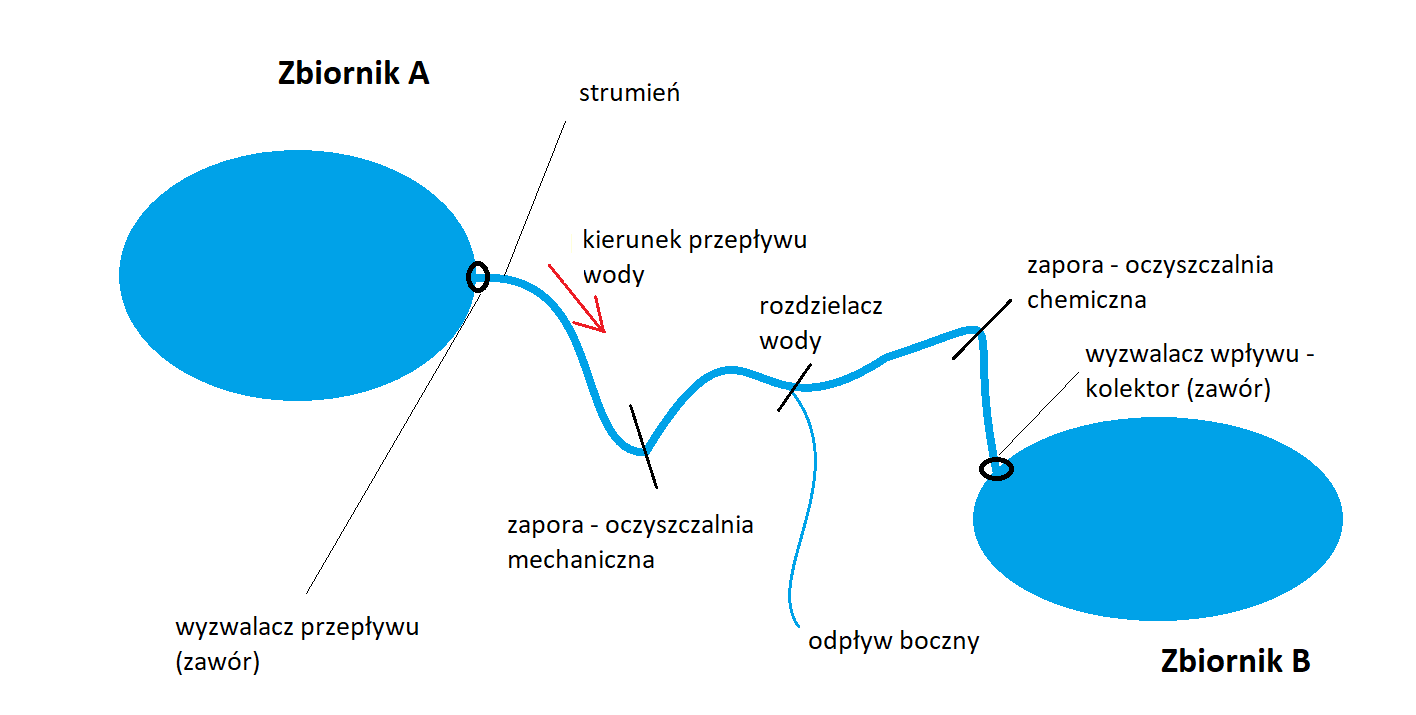 Zbiornik A
strumień
kierunek przepływu
wody
zapora - oczyszczalnia
chemiczna
rozdzielacz
wody
wyzwalacz wpływu -
kolektor (zawór)
zapora - oczyszczalnia
mechaniczna
wyzwalacz przepływu
(zawór)
odpływ boczny
Zbiornik B